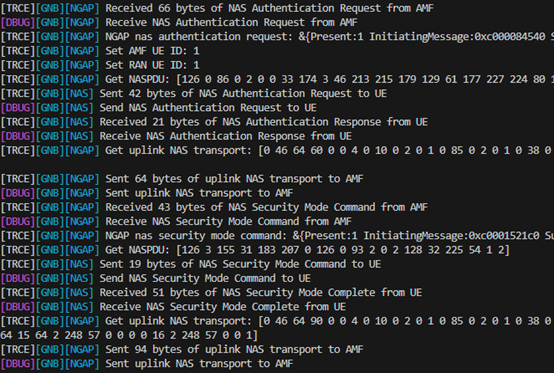 [TRCE][GNB][NGAP] Received 66 bytes of NAS Authentication Request from AMF
[DBUG][GNB][NGAP] Receive NAS Authentication Request from AMF
[TRCE][GNB][NGAP] NGAP nas authentication request: &{Present:1 InitiatingMessage:0xc000084540 Su
[TRCE][GNB][NGAP] Set AMF UE ID: 1
[TRCE][GNB][NGAP] Set RAN UE ID: 1
[TRCE][GNB][NGAP] Get NASPDU: [126 0 86 0 2 0 0 33 174 3 46 213 215 179 129 61 177 227 224 80 1
[TRCE][GNB][NAS] Sent 42 bytes of NAS Authentication Request to UE
[DBUG][GNB][NAS] Send NAS Authentication Request to UE
[TRCE][GNB][NAS] Received 21 bytes of NAS Authentication Response from UE
[DBUG][GNB][NAS] Receive NAS Authentication Response from UE
[TRCE][GNB][NGAP] Get uplink NAS transport: [0 46 64 60 0 0 4 0 10 0 2 0 1 0 85 0 2 0 1 0 38 0
[TRCE][GNB][NGAP] Sent 64 bytes of uplink NAS transport to AMF
[DBUG][GNB][NGAP] Sent uplink NAS transport to AMF
[TRCE][GNB][NGAP] Received 43 bytes of NAS Security Mode Command from AMF
[DBUG][GNB][NGAP] Receive NAS Security Mode Command from AMF
[TRCE][GNB][NGAP] NGAP nas security mode command: &{Present:1 InitiatingMessage:0xc0001521c0 Su
[TRCE][GNB][NGAP] Get NASPDU: [126 3 155 31 183 207 0 126 0 93 2 0 2 128 32 225 54 1 2]
[TRCE][GNB][NAS] Sent 19 bytes of NAS Security Mode Command to UE
[DBUG][GNB][NAS] Send NAS Security Mode Command to UE
[TRCE][GNB][NAS] Received 51 bytes of NAS Security Mode Complete from UE
[DBUG][GNB][NAS] Receive NAS Security Mode Complete from UE
[TRCE][GNB][NGAP] Get uplink NAS transport: [0 46 64 90 0 0 4 0 10 0 2 0 1 0 85 0 2 0 1 0 38 0
64 15 64 2 248 57 0 0 0 0 16 2 248 57 0 0 1]
[TRCE][GNB][NGAP] Sent 94 bytes of uplink NAS transport to AMF
[DBUG][GNB][NGAP] Sent uplink NAS transport to AMF